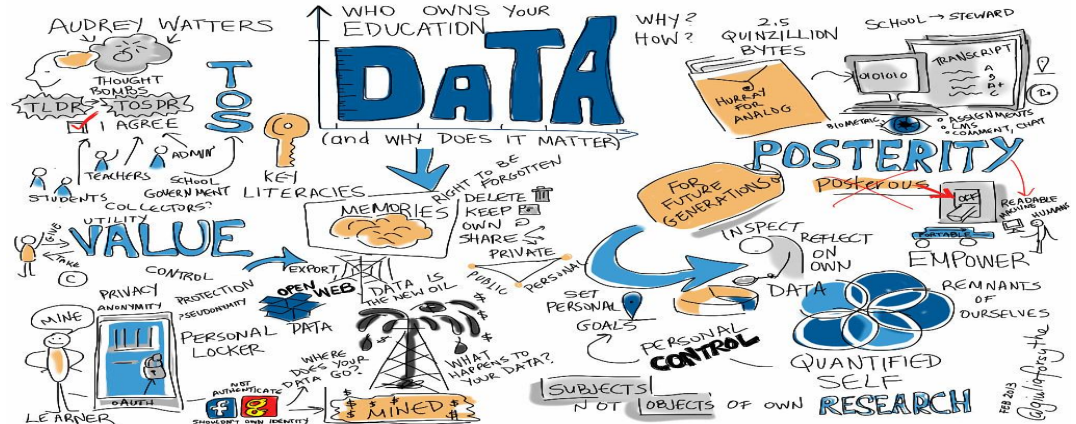 AUDREY WATTERS
THOUGHT
BOMBS
TLDR
TOSDR
I AGREE
TOS
STUDENTS
TEACHERS
ADMIN
SCHOOL
GOVERNMENT
COLLECTORS?
KEY
LITERACIES
WHO OWNS YOUR
EDUCATION
DATA
(and WHY DOES IT MATTER)
WHY?
HOW?
2.5
QUINZILLION
BYTES
HURRAY
FOR
ANALOG
SCHOOL → STEWARD
0101010
TRANSCRIPT
A
B
A+
C
B+
BIOMETRIC
ASSIGNMENTS
LMS
COMMENT, CHAT
POSTERITY
posterous
OFF
READABLE
MACHINE
HUMANS
PORTABLE
EMPOWER
FOR
FUTURE
GENERATIONS
UTILITY
VALUE
GIVE
TAKE
C
CONTROL
MEMORIES
RIGHT TO BE FORGOTTEN
DELETE
KEEP
OWN
SHARE
PRIVATE
PUBLIC
PERSONAL
EXPORT
OPEN WEB
DATA
DATA IS
THE NEW OIL
PRIVACY
ANONYMITY
PROTECTION
PSEUDONIMITY
MINE
PERSONAL
LOCKER
OAUTH
LEARNER
NOT
AUTHENTICATE
f
g
SHOULDN'T OWN IDENTITY
WHERE
DOES YOUR
DATA GO?
MINED
WHAT
HAPPENS TO
YOUR DATA?
INSPECT
REFLECT
ON
OWN
DATA
SET
PERSONAL
GOALS
PERSONAL
CONTROL
REMNANTS
OF
OURSELVES
QUANTIFIED
SELF
SUBJECTS
NOT OBJECTS OF OWN RESEARCH
FEB 2013
@giuliaforsythe